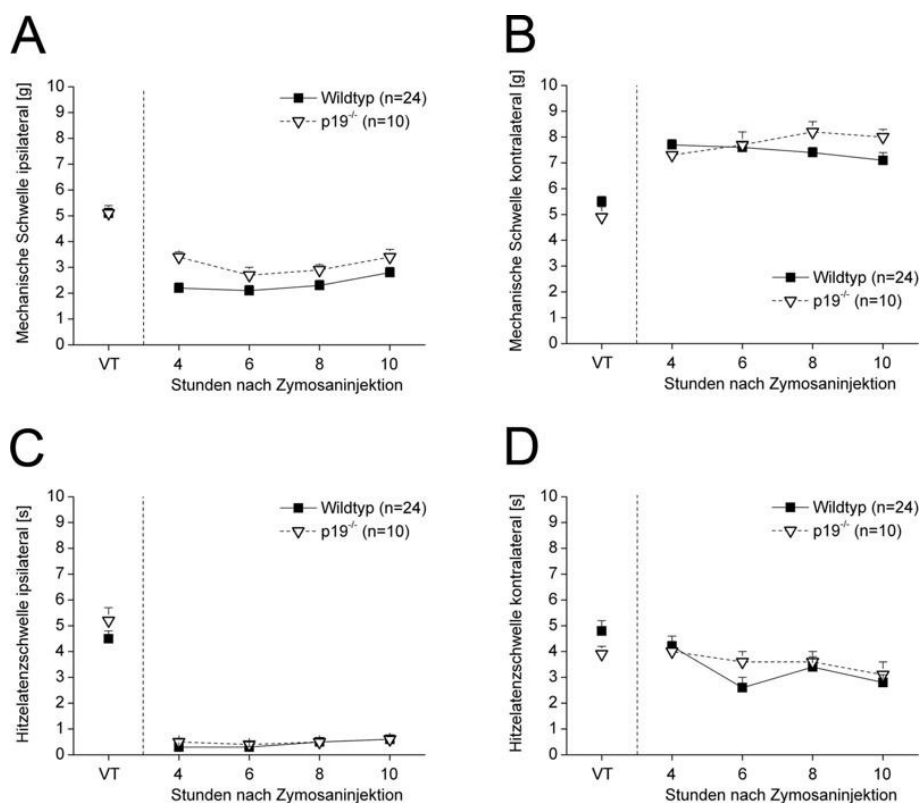 A
Mechanische Schwelle ipsilateral [g]
10
9
8
7
6
5
4
3
2
1
0
Wildtyp (n=24)
p19-/- (n=10)
VT 4 6 8 10
Stunden nach Zymosaninjektion
B
Mechanische Schwelle kontralateral [g]
10
9
8
7
6
5
4
3
2
1
0
Wildtyp (n=24)
p19-/- (n=10)
VT 4 6 8 10
Stunden nach Zymosaninjektion
C
Hitzelatenzschwelle ipsilateral [s]
10
9
8
7
6
5
4
3
2
1
0
Wildtyp (n=24)
p19-/- (n=10)
VT 4 6 8 10
Stunden nach Zymosaninjektion
D
Hitzelatenzschwelle kontralateral [s]
10
9
8
7
6
5
4
3
2
1
0
Wildtyp (n=24)
p19-/- (n=10)
VT 4 6 8 10
Stunden nach Zymosaninjektion